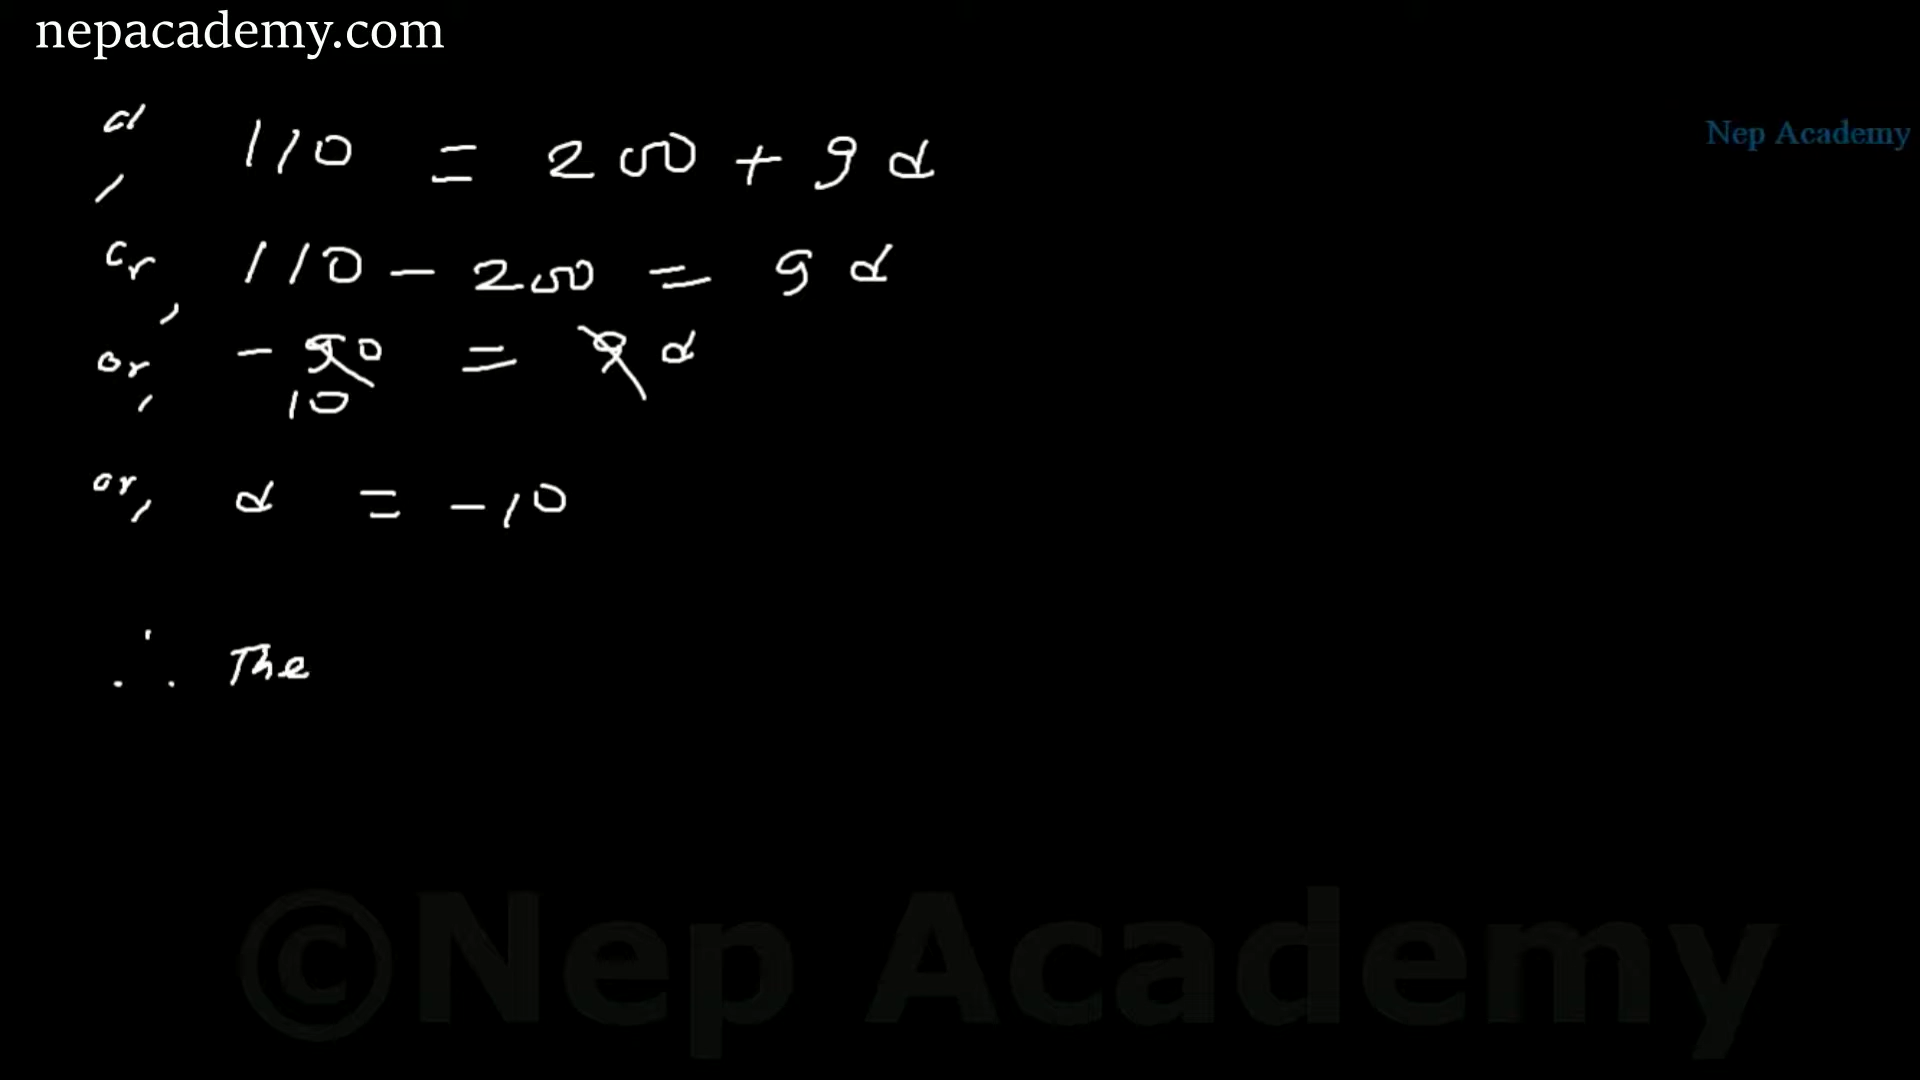 nepacademy.com
Nep Academy
or, 110 = 200 + 9d
or, 110 - 200 = 9d
or, - 90 = 9d
10
or, d = -10
∴ The
©Nep Academy